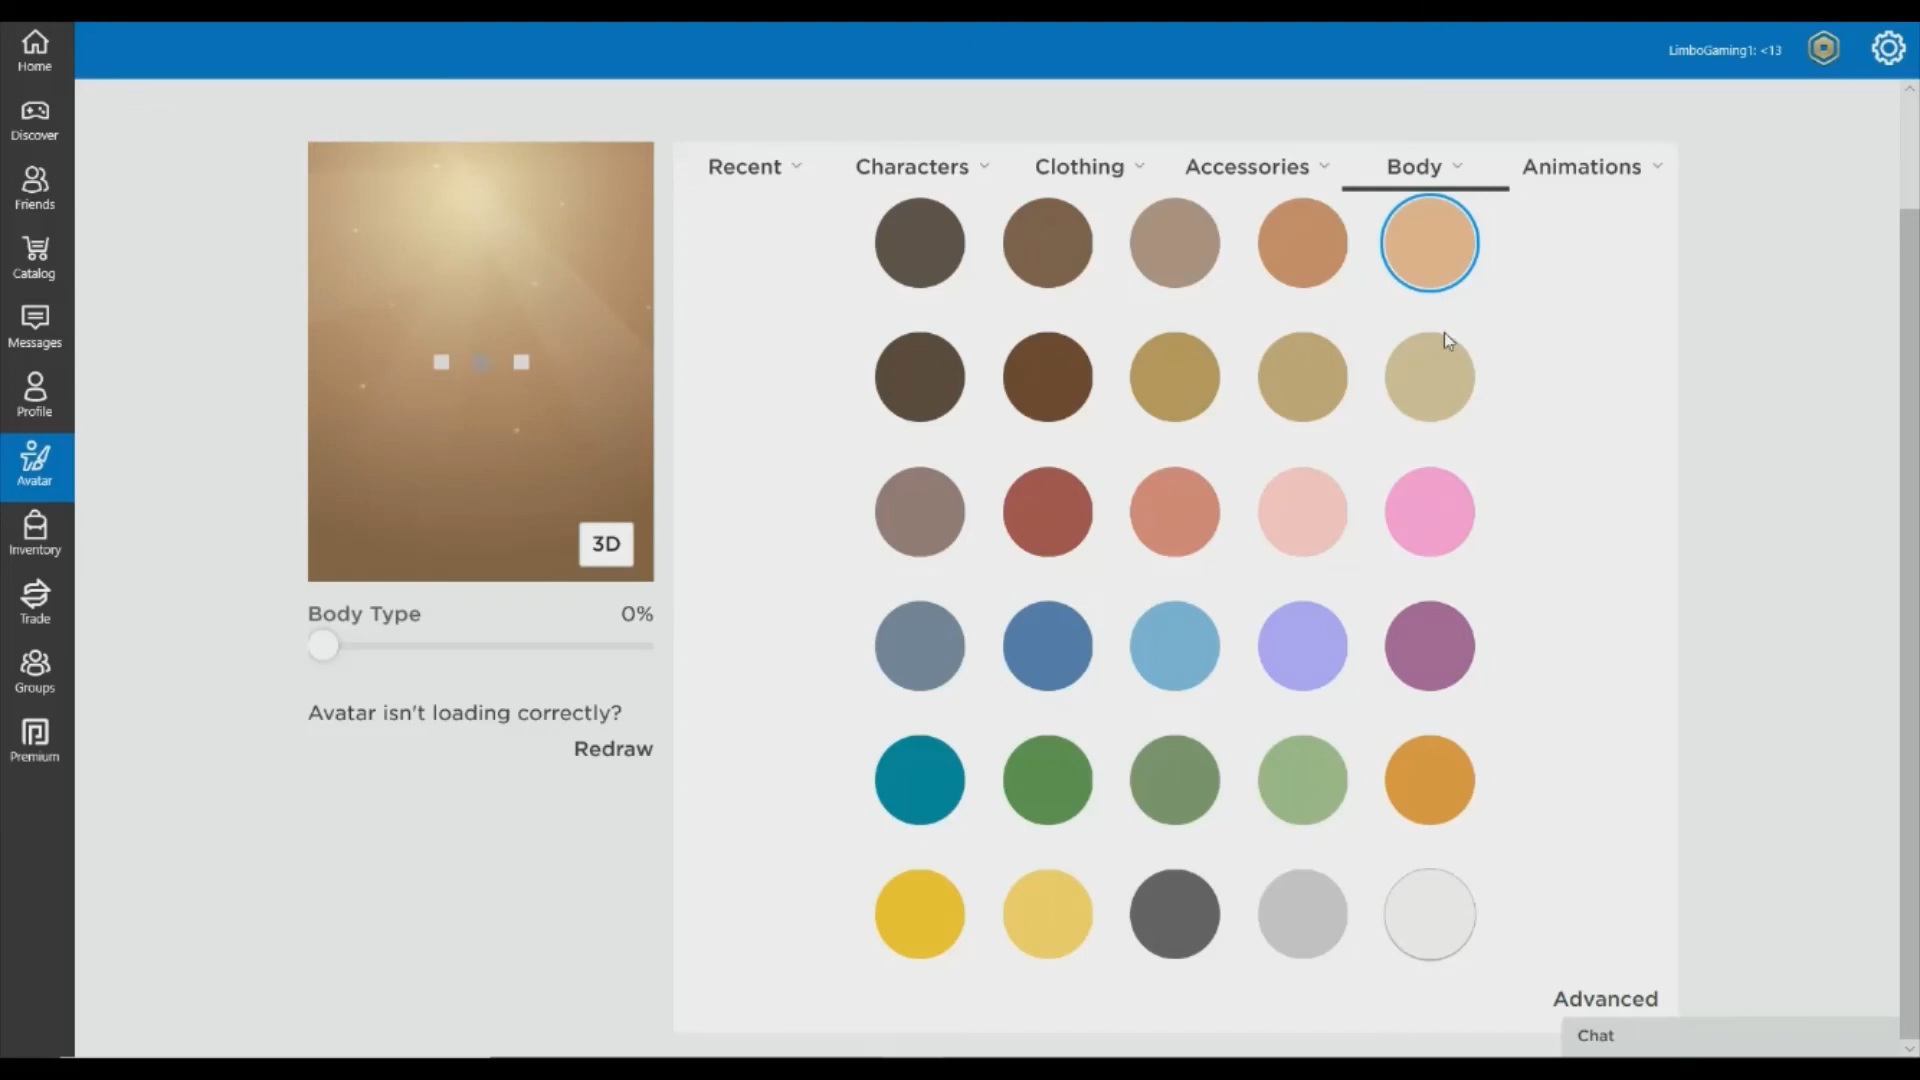 Home
Discover
Friends
Catalog
Messages
Profile
Avatar
Inventory
Trade
Groups
Premium
LimboGaming1: <13
Recent Characters Clothing Accessories Body Animations
3D
Body Type 0%
Avatar isn't loading correctly?
Redraw
Advanced
Chat